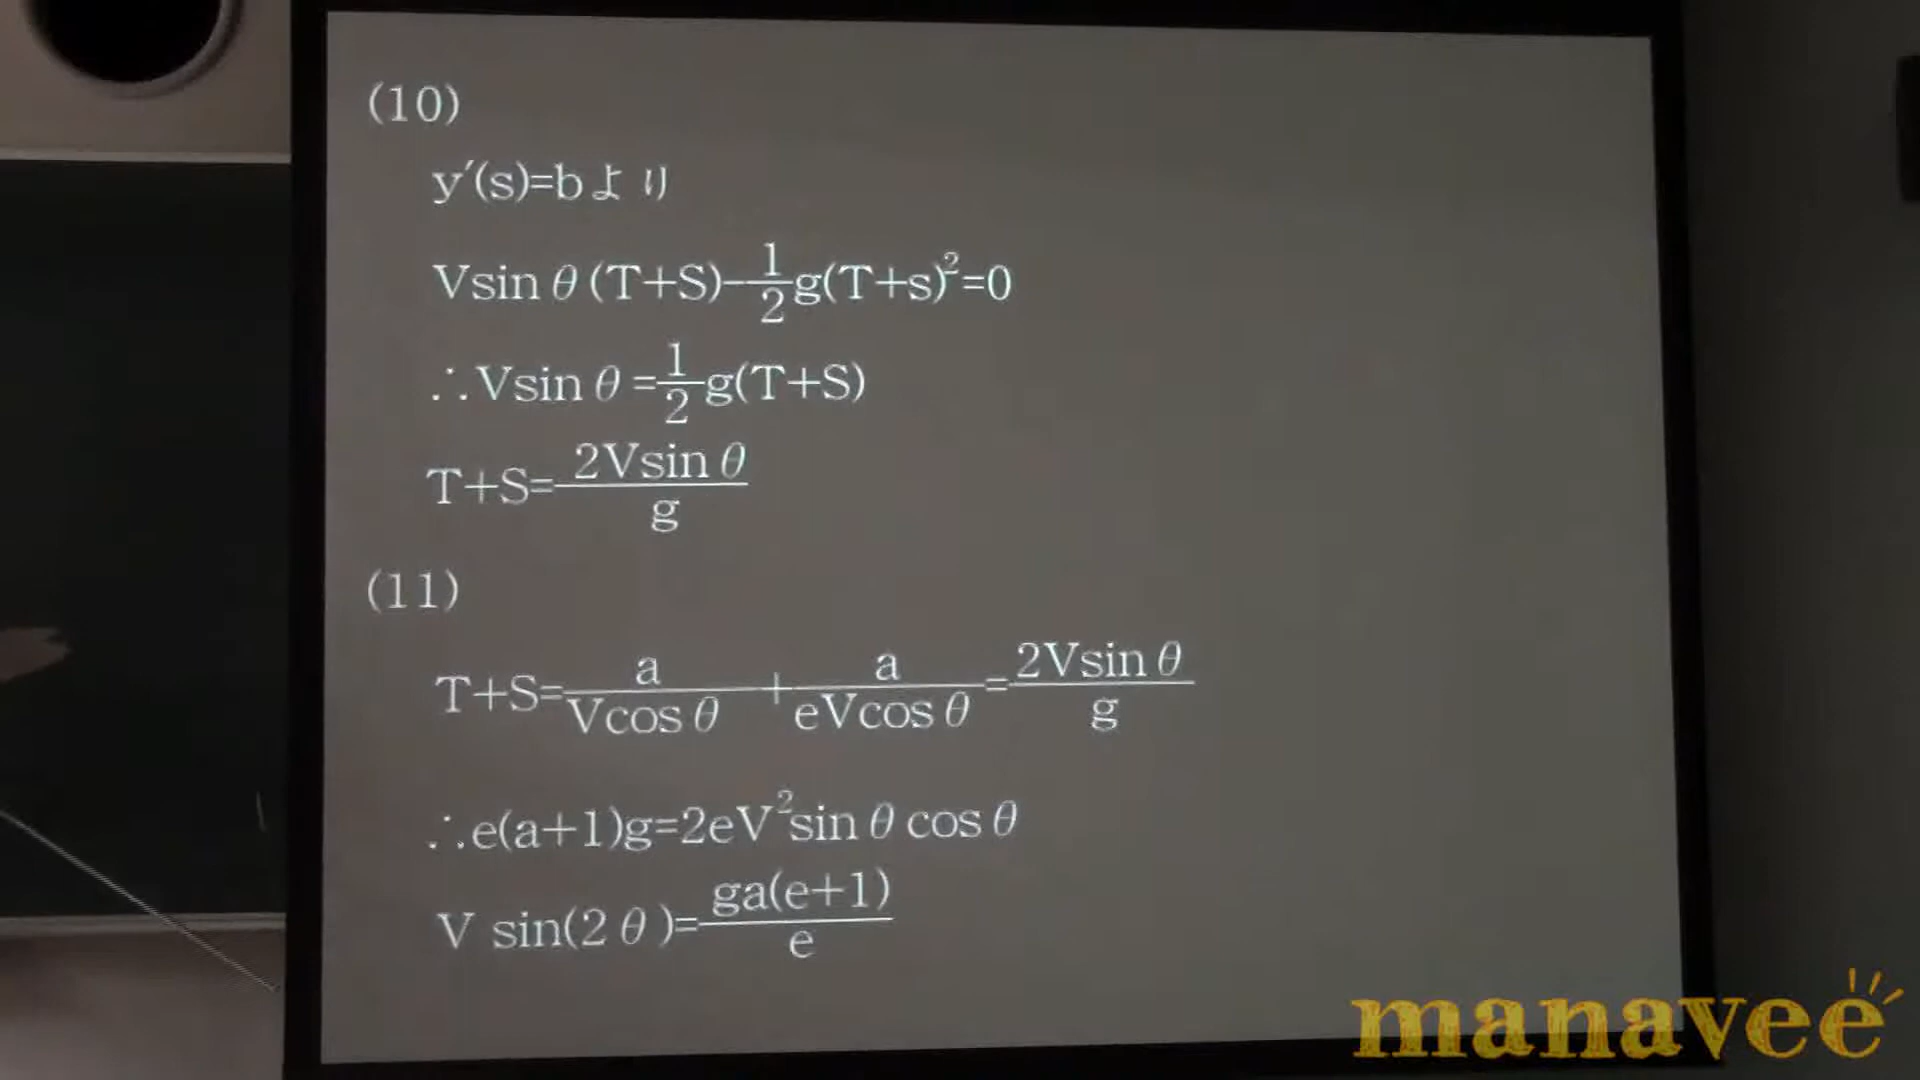 (10)
y′(s)=bより
Vsinθ(T+S)-1/2g(T+s)²=0
∴Vsinθ=1/2g(T+S)
T+S=2Vsinθ/g
(11)
T+S=a/Vcosθ+a/eVcosθ=2Vsinθ/g
∴e(a+1)g=2eV²sinθcosθ
V sin(2θ)=ga(e+1)/e
manavee